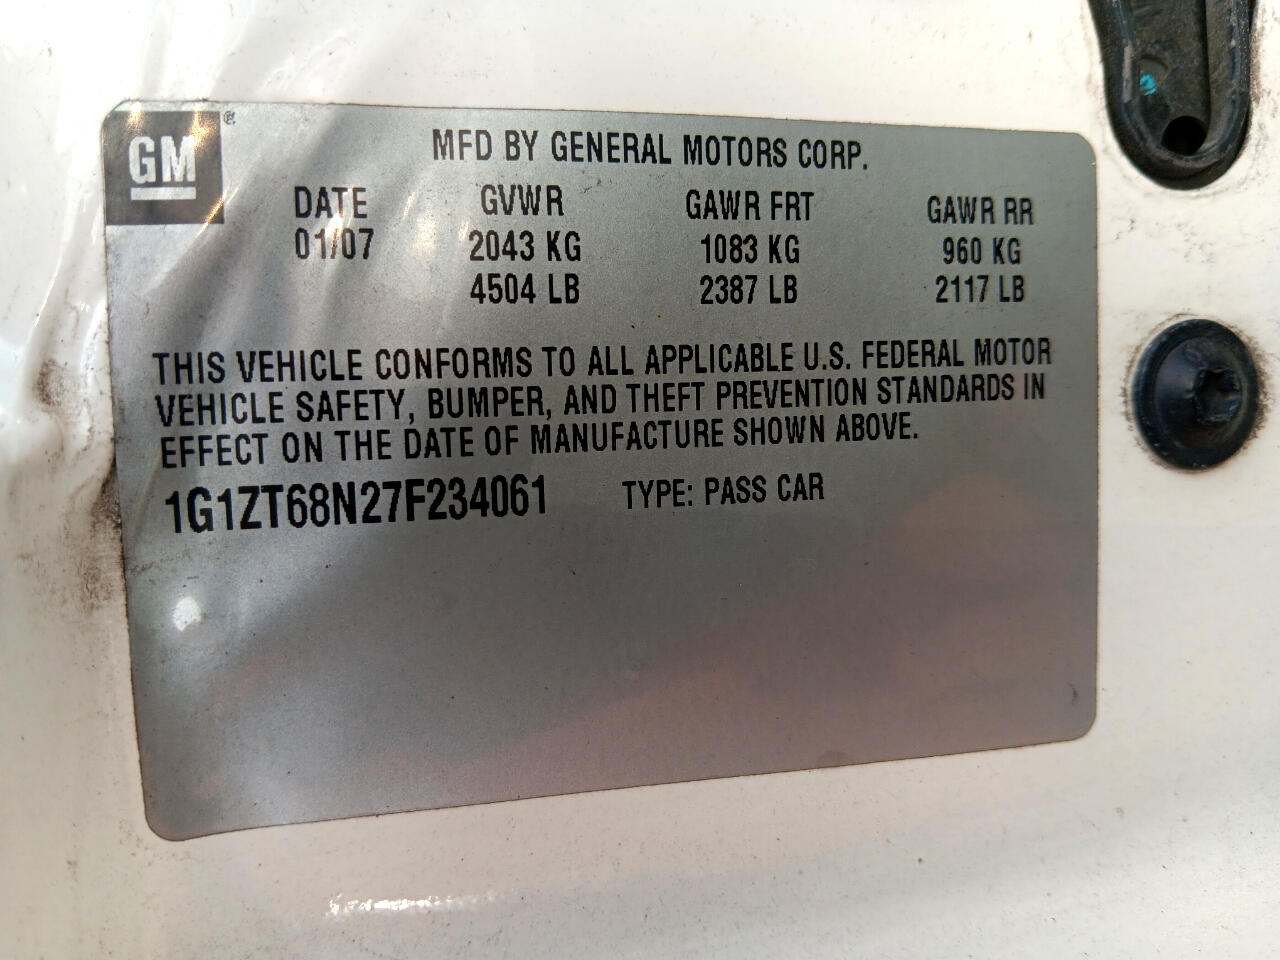 GM®
MFD BY GENERAL MOTORS CORP.
DATE GVWR GAWR FRT GAWR RR
01/07 2043 KG 1083 KG 960 KG
4504 LB 2387 LB 2117 LB
THIS VEHICLE CONFORMS TO ALL APPLICABLE U.S. FEDERAL MOTOR
VEHICLE SAFETY, BUMPER, AND THEFT PREVENTION STANDARDS IN
EFFECT ON THE DATE OF MANUFACTURE SHOWN ABOVE.
1G1ZT68N27F234061 TYPE: PASS CAR